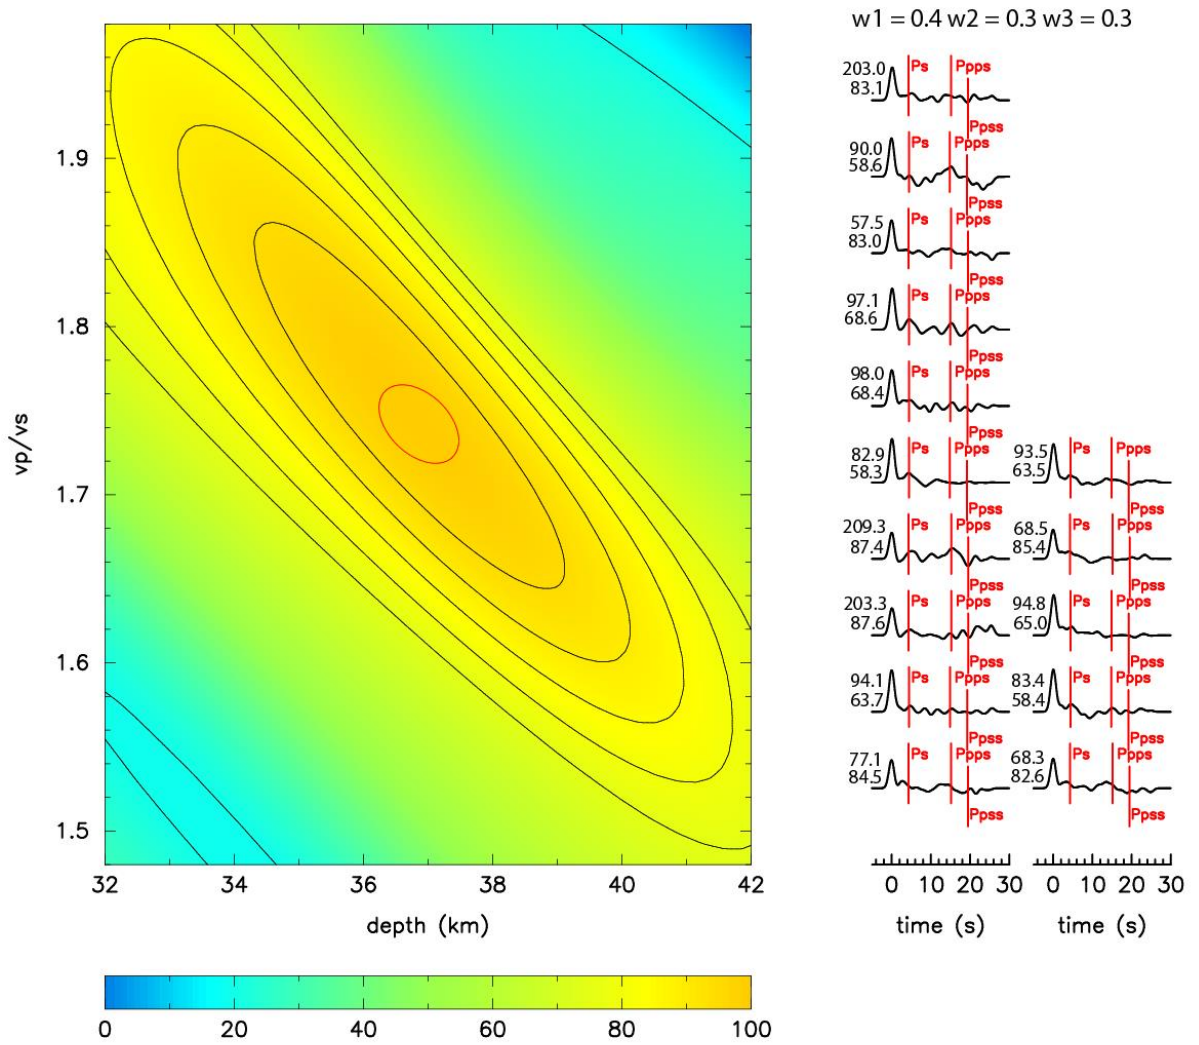 w1 = 0.4 w2 = 0.3 w3 = 0.3
1.9
1.8
1.7
1.6
1.5
vp/vs
32 34 36 38 40 42
depth (km)
0 20 40 60 80 100
203.0
83.1
Ps Ppps
Ppss
90.0
58.6
Ps Ppps
Ppss
57.5
83.0
Ps Ppps
Ppss
97.1
68.6
Ps Ppps
Ppss
98.0
68.4
Ps Ppps
Ppss
82.9
58.3
Ps Ppps
Ppss
209.3
87.4
Ps Ppps
Ppss
203.3
87.6
Ps Ppps
Ppss
94.1
63.7
Ps Ppps
Ppss
77.1
84.5
Ps Ppps
Ppss
0 10 20 30
time (s)
93.5
63.5
Ps Ppps
Ppss
68.5
85.4
Ps Ppps
Ppss
94.8
65.0
Ps Ppps
Ppss
83.4
58.4
Ps Ppps
Ppss
68.3
82.6
Ps Ppps
Ppss
0 10 20 30
time (s)